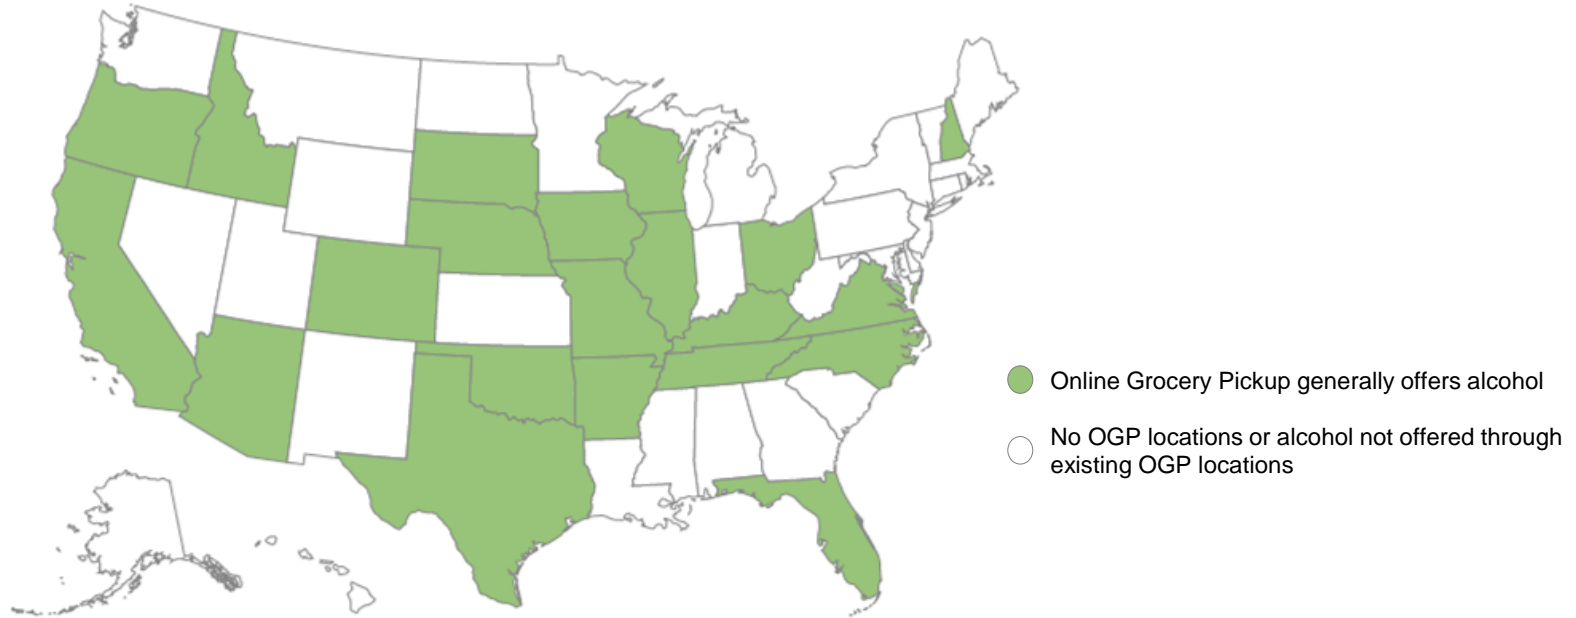 Online Grocery Pickup generally offers alcohol
No OGP locations or alcohol not offered through
existing OGP locations